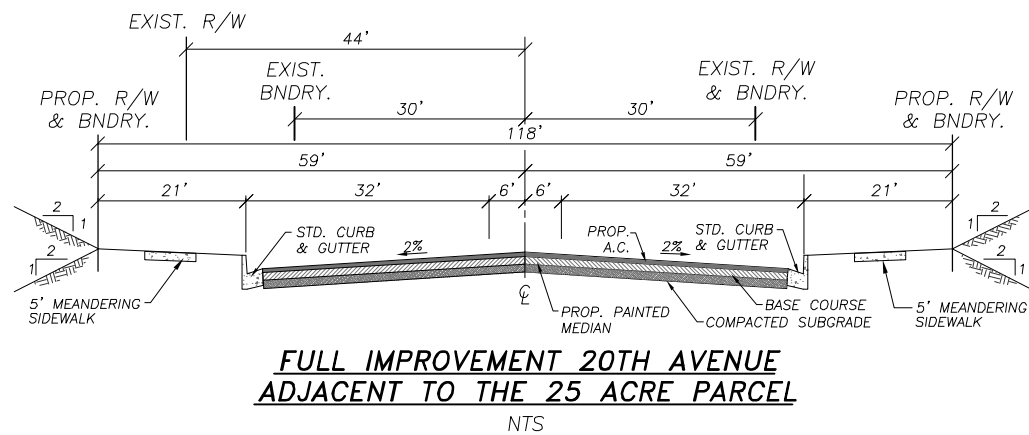 EXIST. R/W
44'
EXIST.
BNDRY.
EXIST. R/W
& BNDRY.
PROP. R/W
& BNDRY.
PROP. R/W
& BNDRY.
30'
30'
118'
59'
59'
21'
32'
6'
6'
32'
21'
2
1
2
1
STD. CURB
& GUTTER
2%
PROP.
A.C.
2%
STD. CURB
& GUTTER
2
1
2
1
5' MEANDERING
SIDEWALK
℄
PROP. PAINTED
MEDIAN
BASE COURSE
COMPACTED SUBGRADE
5' MEANDERING
SIDEWALK
FULL IMPROVEMENT 20TH AVENUE
ADJACENT TO THE 25 ACRE PARCEL
NTS